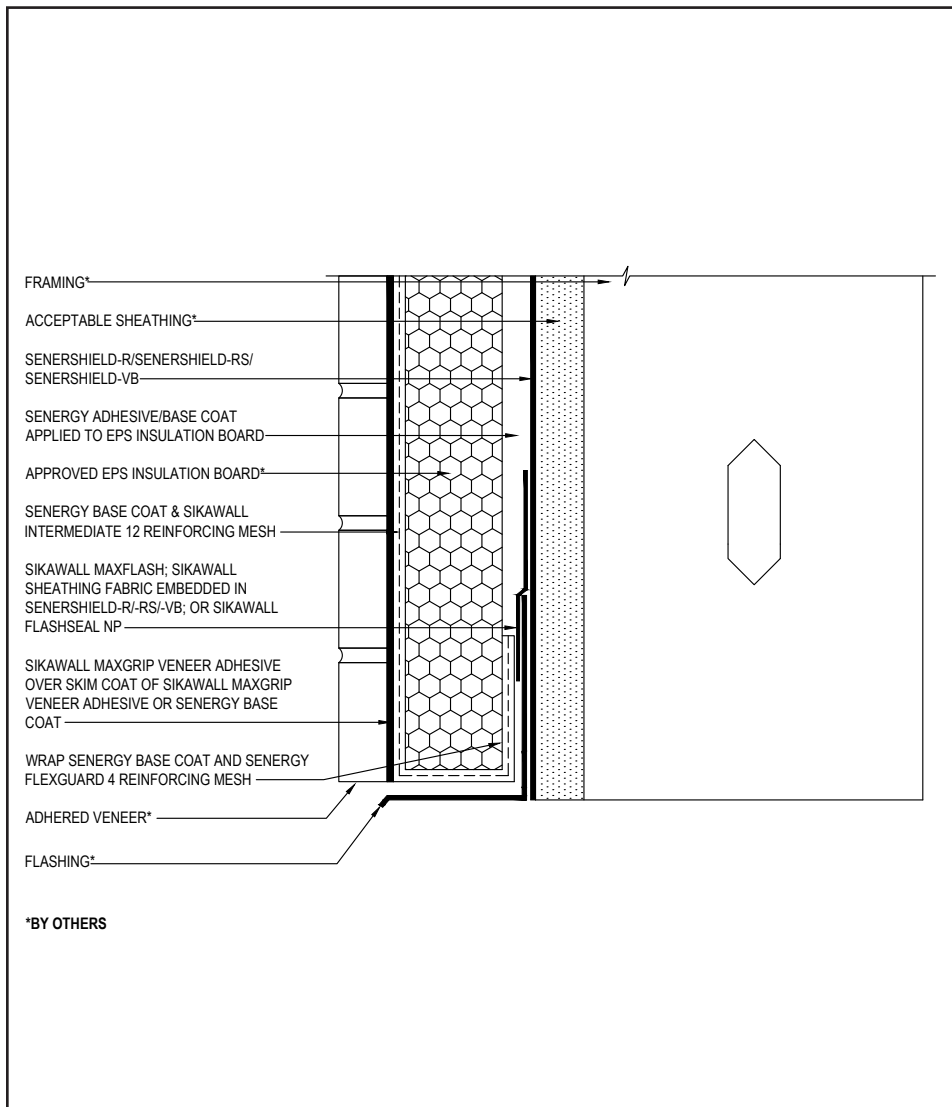 FRAMING*
ACCEPTABLE SHEATHING*
SENERSHIELD-R/SENERSHIELD-RS/
SENERSHIELD-VB
SENERGY ADHESIVE/BASE COAT
APPLIED TO EPS INSULATION BOARD
APPROVED EPS INSULATION BOARD*
SENERGY BASE COAT & SIKAWALL
INTERMEDIATE 12 REINFORCING MESH
SIKAWALL MAXFLASH; SIKAWALL
SHEATHING FABRIC EMBEDDED IN
SENERSHIELD-R/-RS/-VB; OR SIKAWALL
FLASHSEAL NP
SIKAWALL MAXGRIP VENEER ADHESIVE
OVER SKIM COAT OF SIKAWALL MAXGRIP
VENEER ADHESIVE OR SENERGY BASE
COAT
WRAP SENERGY BASE COAT AND SENERGY
FLEXGUARD 4 REINFORCING MESH
ADHERED VENEER*
FLASHING*
*BY OTHERS